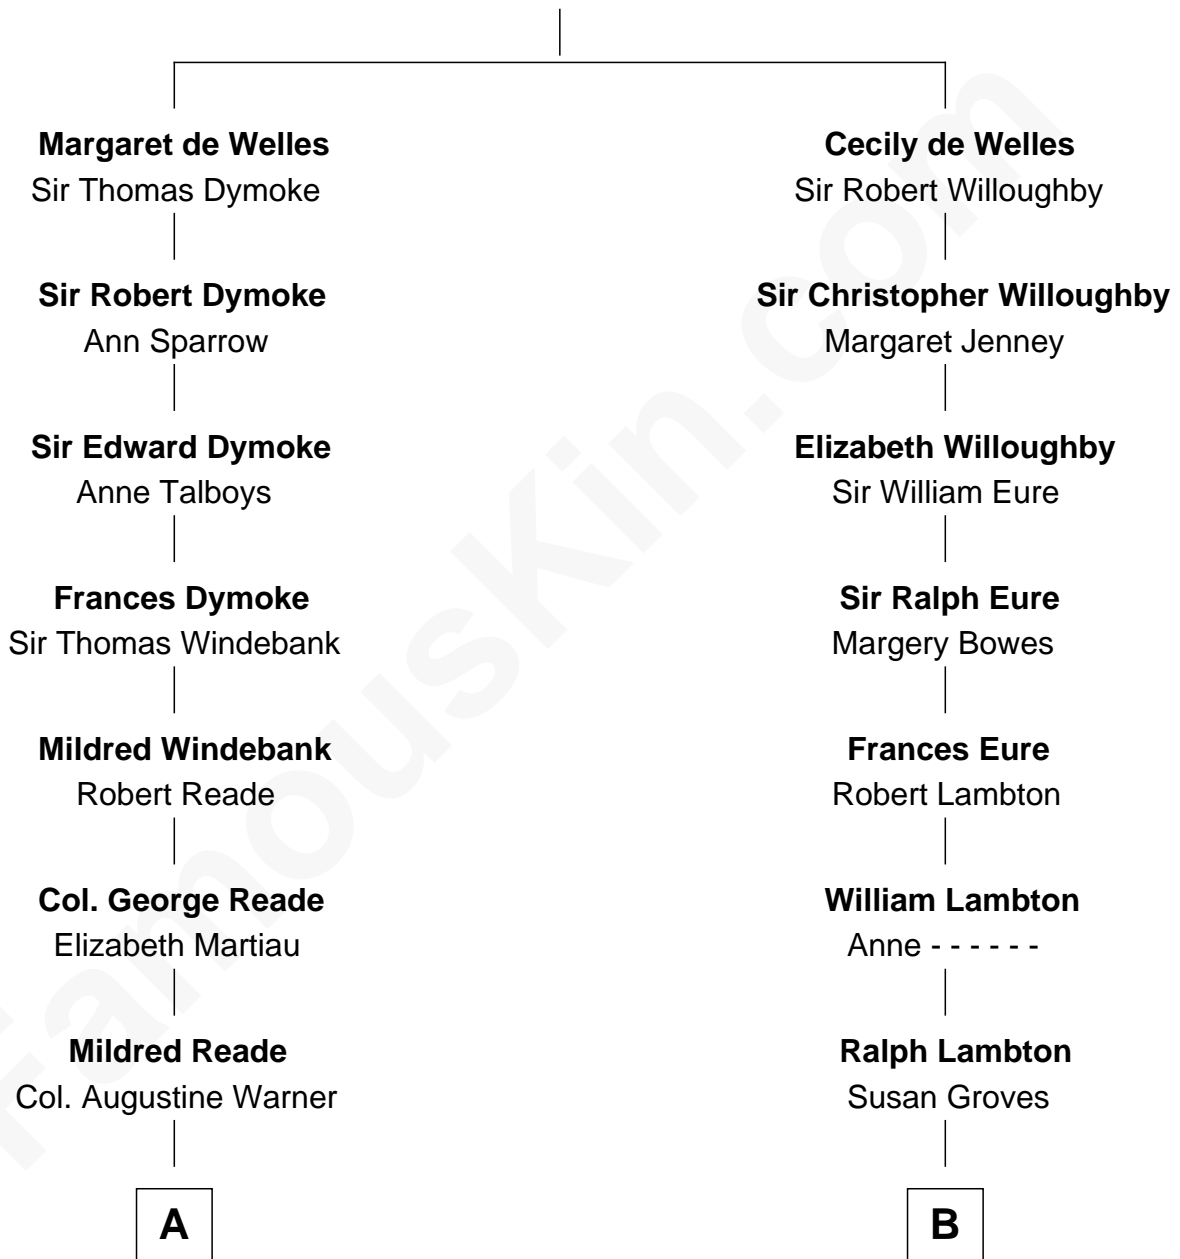 Margaret de Welles
Sir Thomas Dymoke
Cecily de Welles
Sir Robert Willoughby
Sir Robert Dymoke
Ann Sparrow
Sir Christopher Willoughby
Margaret Jenney
Sir Edward Dymoke
Anne Talboys
Elizabeth Willoughby
Sir William Eure
Frances Dymoke
Sir Thomas Windebank
Sir Ralph Eure
Margery Bowes
Mildred Windebank
Robert Reade
Frances Eure
Robert Lambton
Col. George Reade
Elizabeth Martiau
William Lambton
Anne - - - - - -
Mildred Reade
Col. Augustine Warner
Ralph Lambton
Susan Groves
A
B
FamousKin.com